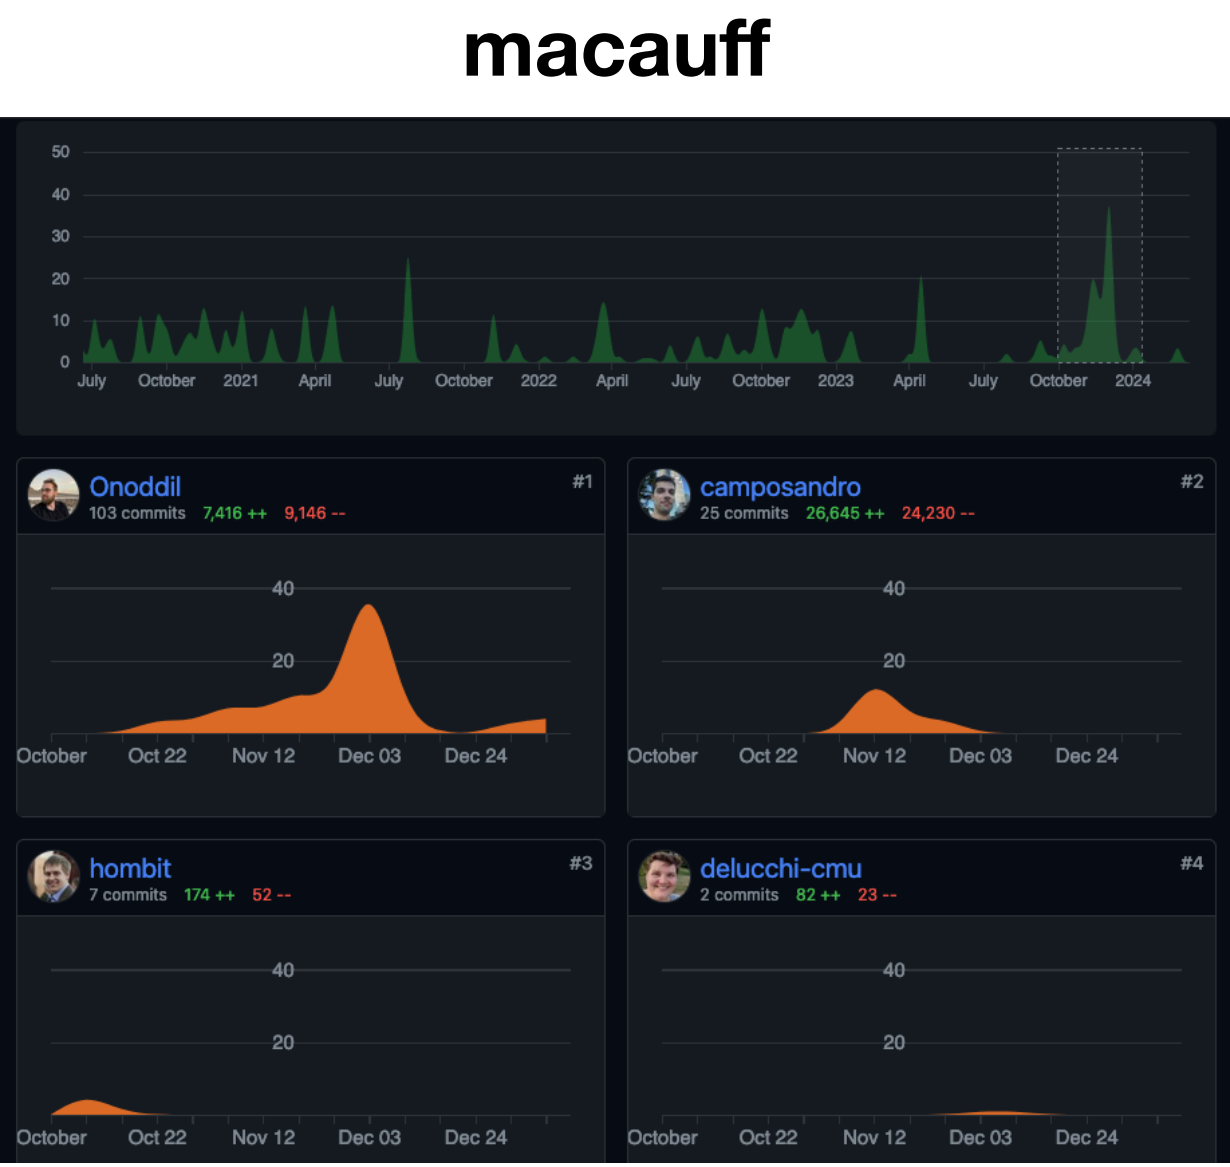 macauff
50
40
30
20
10
0
July October 2021 April July October 2022 April July October 2023 April July October 2024
Onoddil #1
103 commits 7,416 ++ 9,146 --
40
20
October Oct 22 Nov 12 Dec 03 Dec 24
camposandro #2
25 commits 26,645 ++ 24,230 --
40
20
October Oct 22 Nov 12 Dec 03 Dec 24
hombit #3
7 commits 174 ++ 52 --
40
20
October Oct 22 Nov 12 Dec 03 Dec 24
delucchi-cmu #4
2 commits 82 ++ 23 --
40
20
October Oct 22 Nov 12 Dec 03 Dec 24